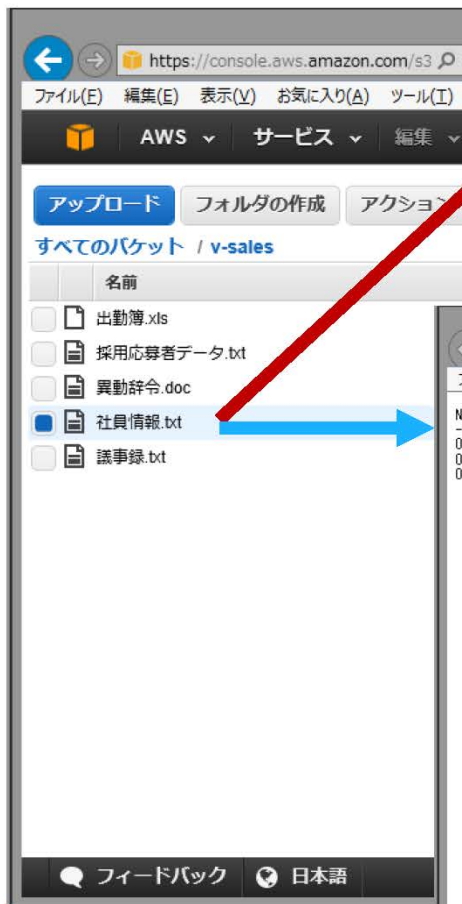 https://console.aws.amazon.com/s3
ファイル(F) 編集(E) 表示(V) お気に入り(A) ツール(T)
AWS サービス 編集
アップロード フォルダの作成 アクション
すべてのバケット / v-sales
名前
出勤簿.xls
採用応募者データ.txt
異動辞令.doc
社員情報.txt
議事録.txt
N
-
0
0
0
フィードバック 日本語